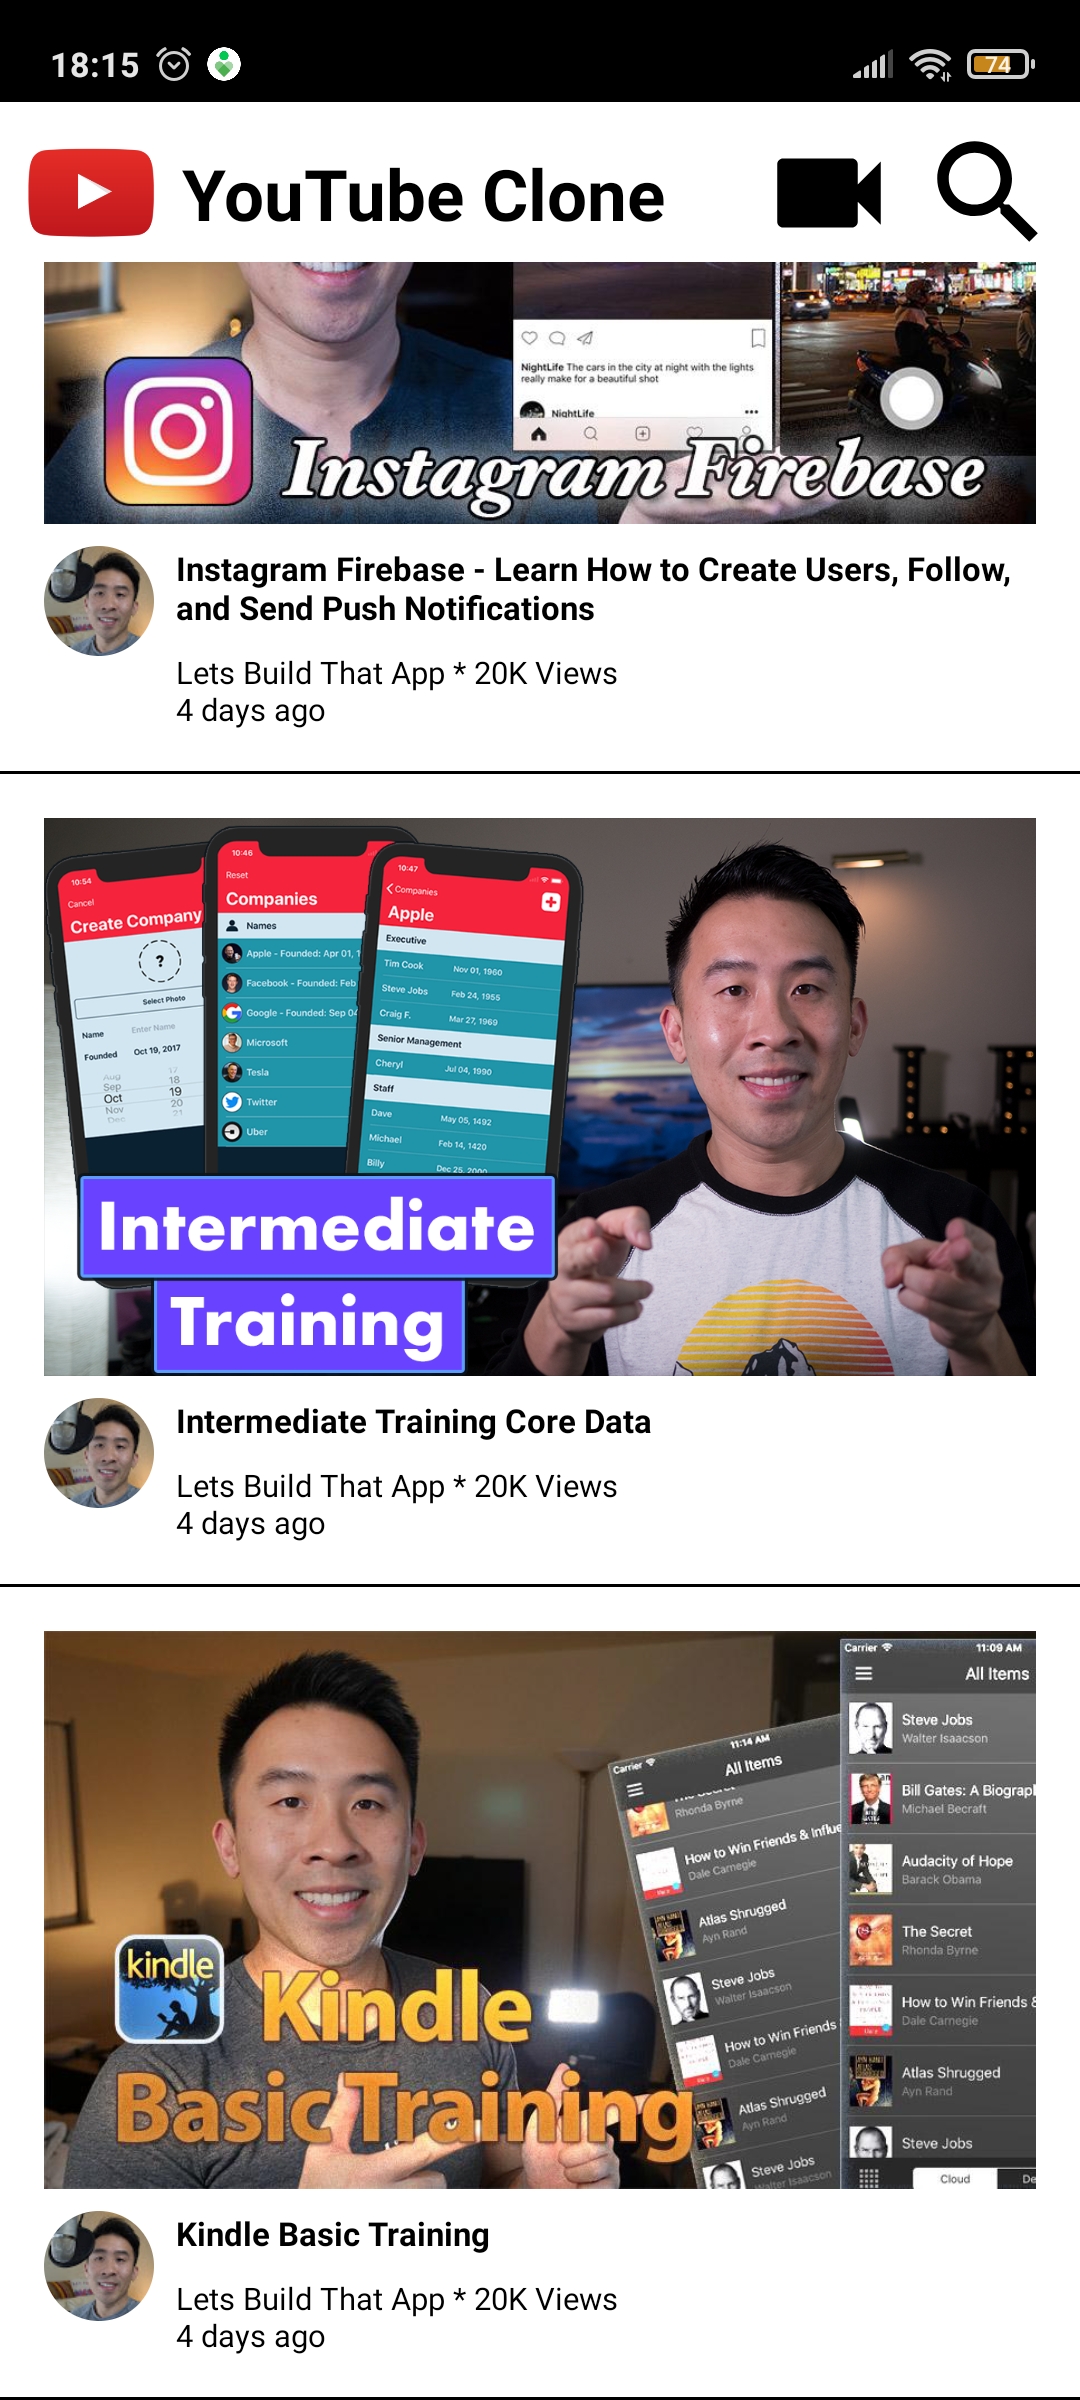 18:15
74
YouTube Clone
NightLife The cars in the city at night with the lights
really make for a beautiful shot
NightLife
Instagram Firebase
Instagram Firebase - Learn How to Create Users, Follow,
and Send Push Notifications
Lets Build That App * 20K Views
4 days ago
10:54
Cancel
Create Company
?
Select Photo
Name Enter Name
Founded Oct 19, 2017
Aug 17
Sep 18
Oct 19
Nov 20
Dec 21
10:46
Reset
Companies
Names
Apple - Founded: Apr 01, 1
Facebook - Founded: Feb
Google - Founded: Sep 04
Microsoft
Tesla
Twitter
Uber
10:47
Companies
Apple
Executive
Tim Cook Nov 01, 1960
Steve Jobs Feb 24, 1955
Craig F. Mar 27, 1969
Senior Management
Cheryl Jul 04, 1990
Staff
Dave May 05, 1492
Michael Feb 14, 1420
Billy Dec 25, 2000
Intermediate
Training
Intermediate Training Core Data
Lets Build That App * 20K Views
4 days ago
kindle
Kindle
Basic Training
Carrier 11:14 AM
All Items
The Secret
Rhonda Byrne
How to Win Friends & Influe
Dale Carnegie
Atlas Shrugged
Ayn Rand
Steve Jobs
Walter Isaacson
How to Win Friends
Dale Carnegie
Atlas Shrugged
Ayn Rand
Steve Jobs
Walter Isaacson
Carrier 11:09 AM
All Items
Steve Jobs
Walter Isaacson
Bill Gates: A Biograph
Michael Becraft
Audacity of Hope
Barack Obama
The Secret
Rhonda Byrne
How to Win Friends &
Dale Carnegie
Atlas Shrugged
Ayn Rand
Steve Jobs
Cloud De
Kindle Basic Training
Lets Build That App * 20K Views
4 days ago